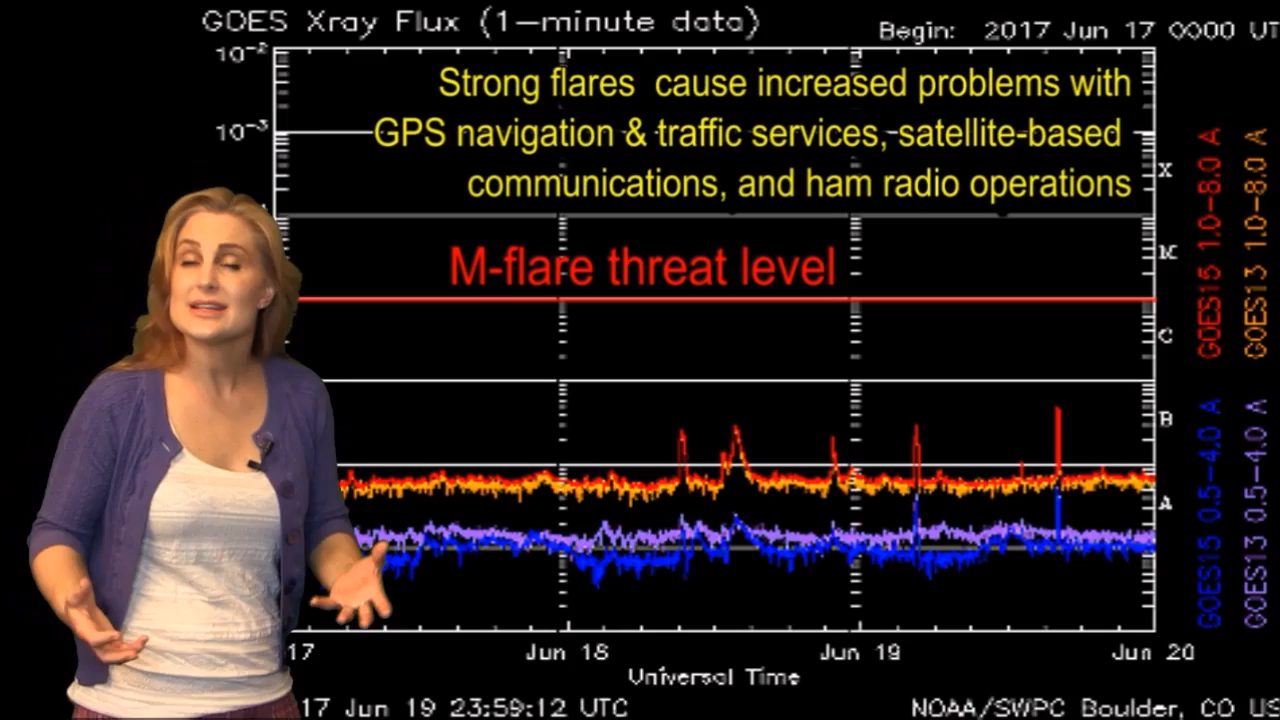 GOES Xray Flux (1-minute data)
Begin: 2017 Jun 17 0000 UT
10-2
Strong flares cause increased problems with
10-3
GPS navigation & traffic services, satellite-based
communications, and ham radio operations
X
M-flare threat level
M
C
B
A
GOES15 1.0-8.0 A
GOES13 1.0-8.0 A
GOES15 0.5-4.0 A
GOES13 0.5-4.0 A
17
Jun 18
Jun 19
Jun 20
Universal Time
17 Jun 19 23:59:12 UTC
NOAA/SWPC Boulder, CO US